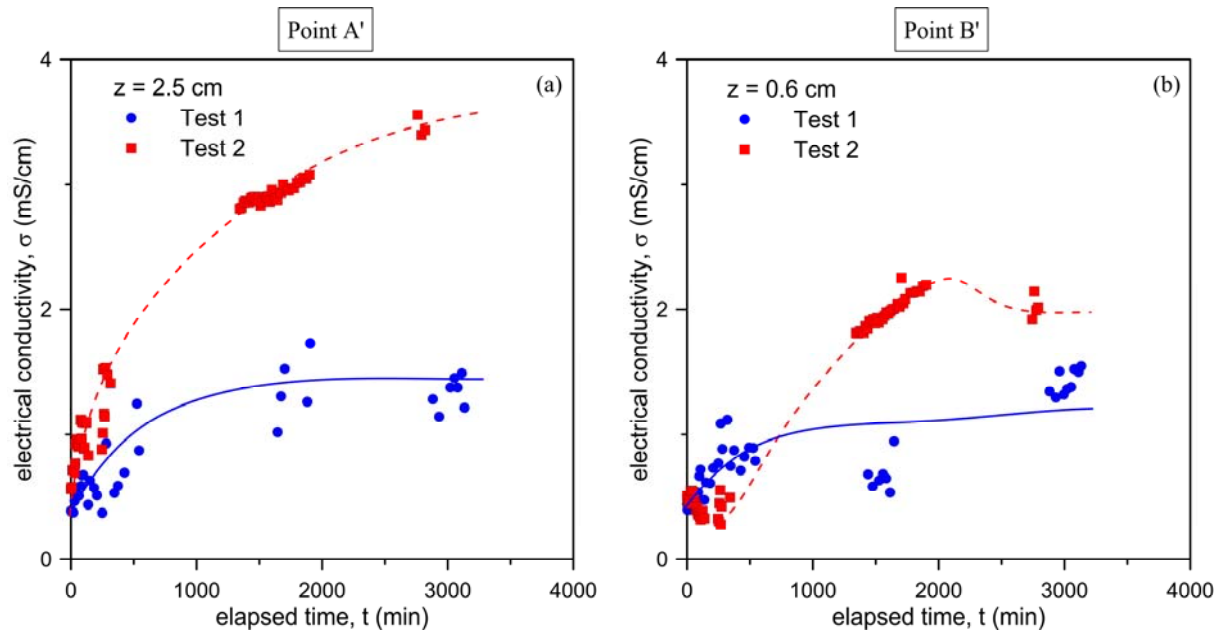 Point A'
(a)
z = 2.5 cm
Test 1
Test 2
4
2
0
electrical conductivity, σ (mS/cm)
0
1000
2000
3000
4000
elapsed time, t (min)
Point B'
(b)
z = 0.6 cm
Test 1
Test 2
4
2
0
electrical conductivity, σ (mS/cm)
0
1000
2000
3000
4000
elapsed time, t (min)